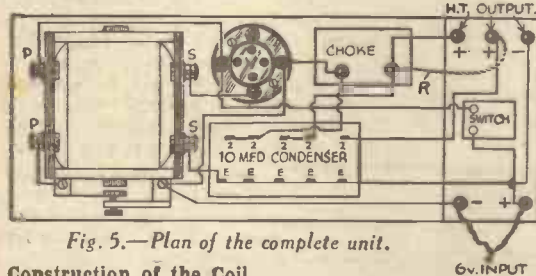 H.T. OUTPUT.
+ + -
P S CHOKE
R
SWITCH
P S
2 2 2 2 2
10 MFD CONDENSER
E E E E E
- +
Fig. 5.—Plan of the complete unit.
6v. INPUT
Construction of the Coil